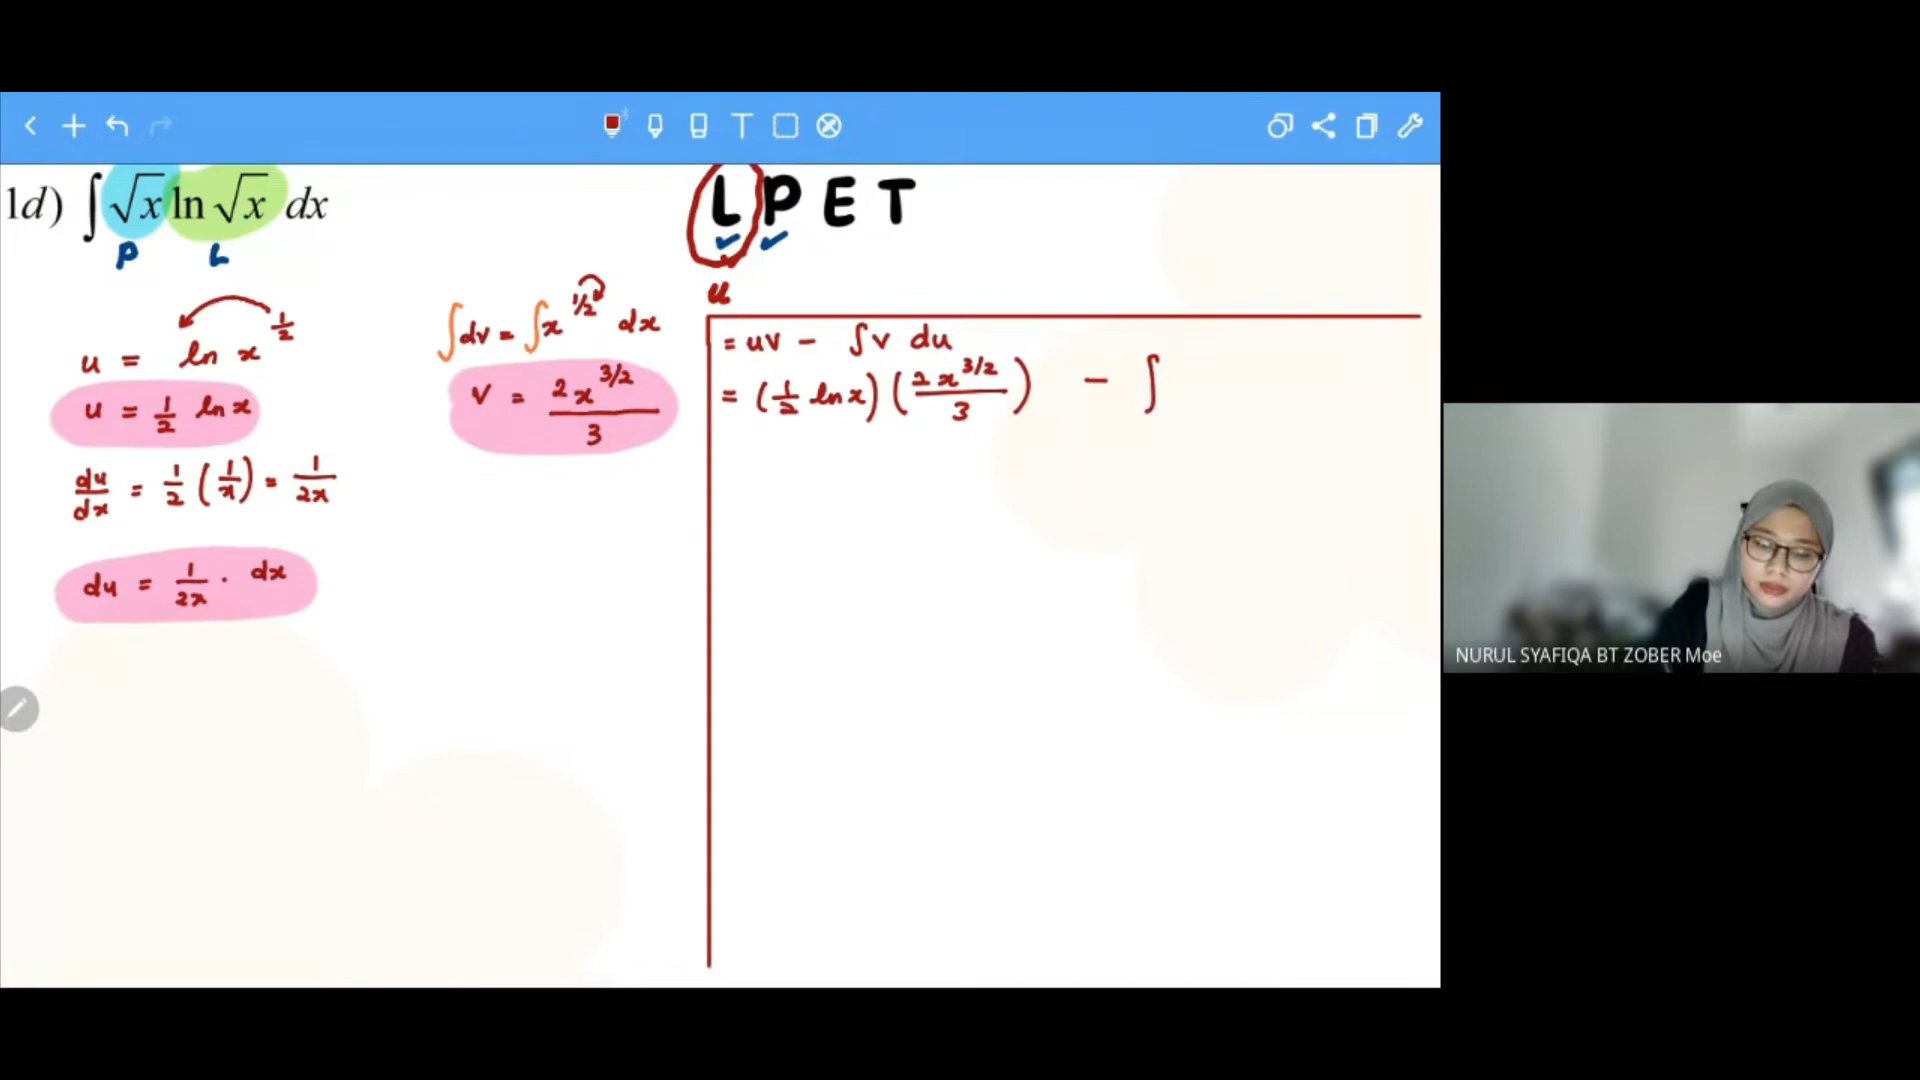 1d) ∫ √x ln √x dx
P L
L P E T
u
u = ln x^(1/2)
u = 1/2 ln x
du/dx = 1/2 (1/x) = 1/2x
du = 1/2x · dx
∫ dv = ∫ x^(1/2) dx
v = 2x^(3/2)/3
= uv - ∫v du
= (1/2 ln x) (2x^(3/2)/3) - ∫
T
NURUL SYAFIQA BT ZOBER Moe